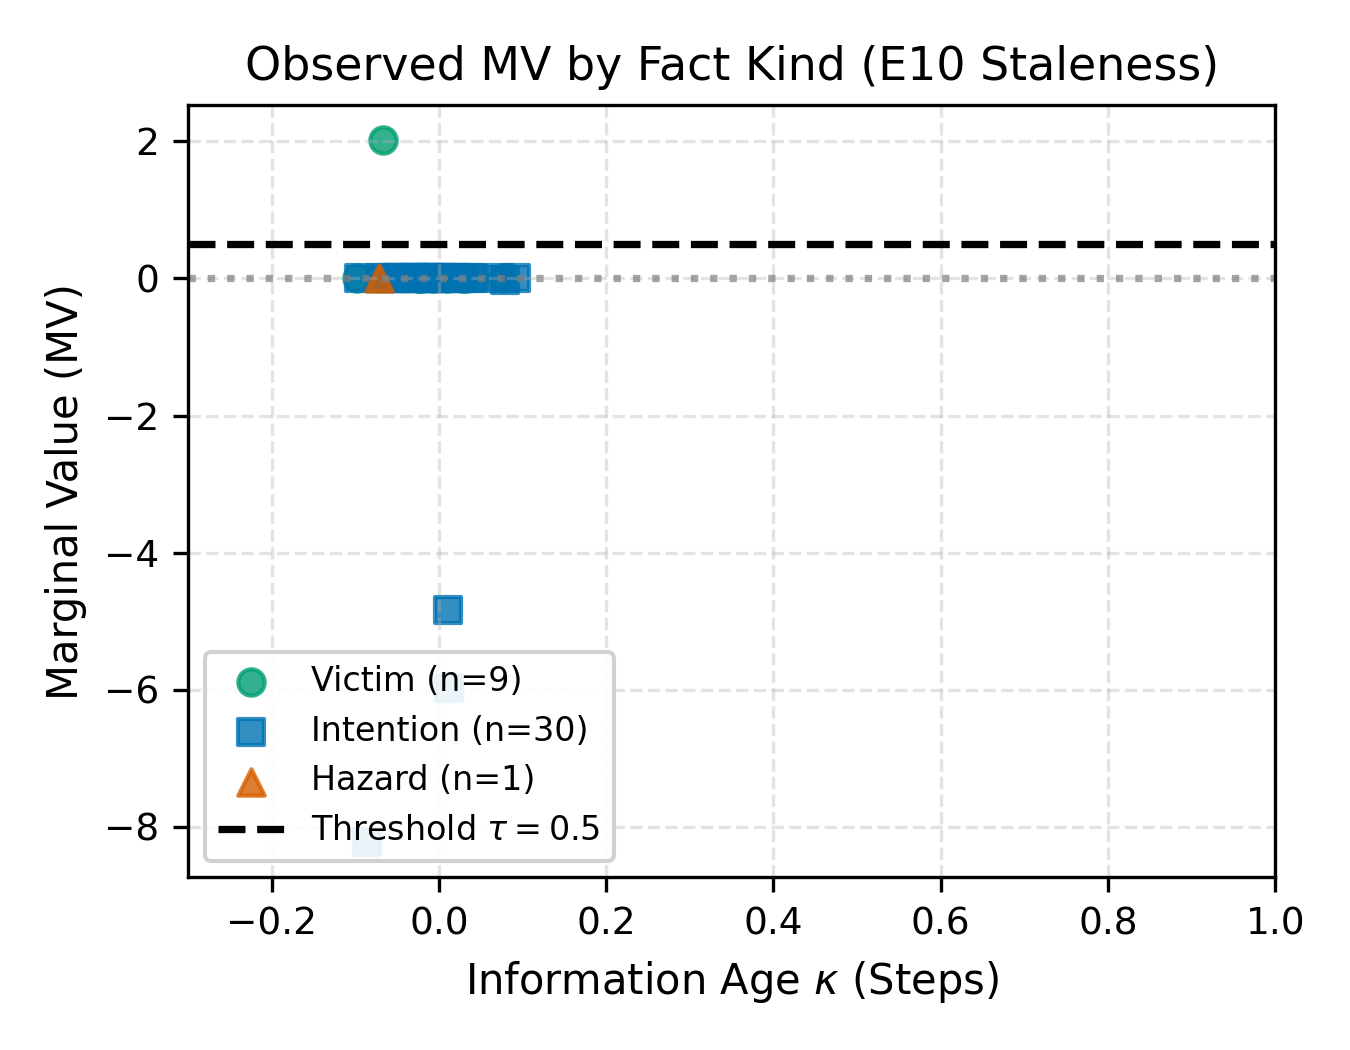 Observed MV by Fact Kind (E10 Staleness)
Marginal Value (MV)
2
0
−2
−4
−6
−8
Victim (n=9)
Intention (n=30)
Hazard (n=1)
Threshold τ = 0.5
−0.2 0.0 0.2 0.4 0.6 0.8 1.0
Information Age κ (Steps)